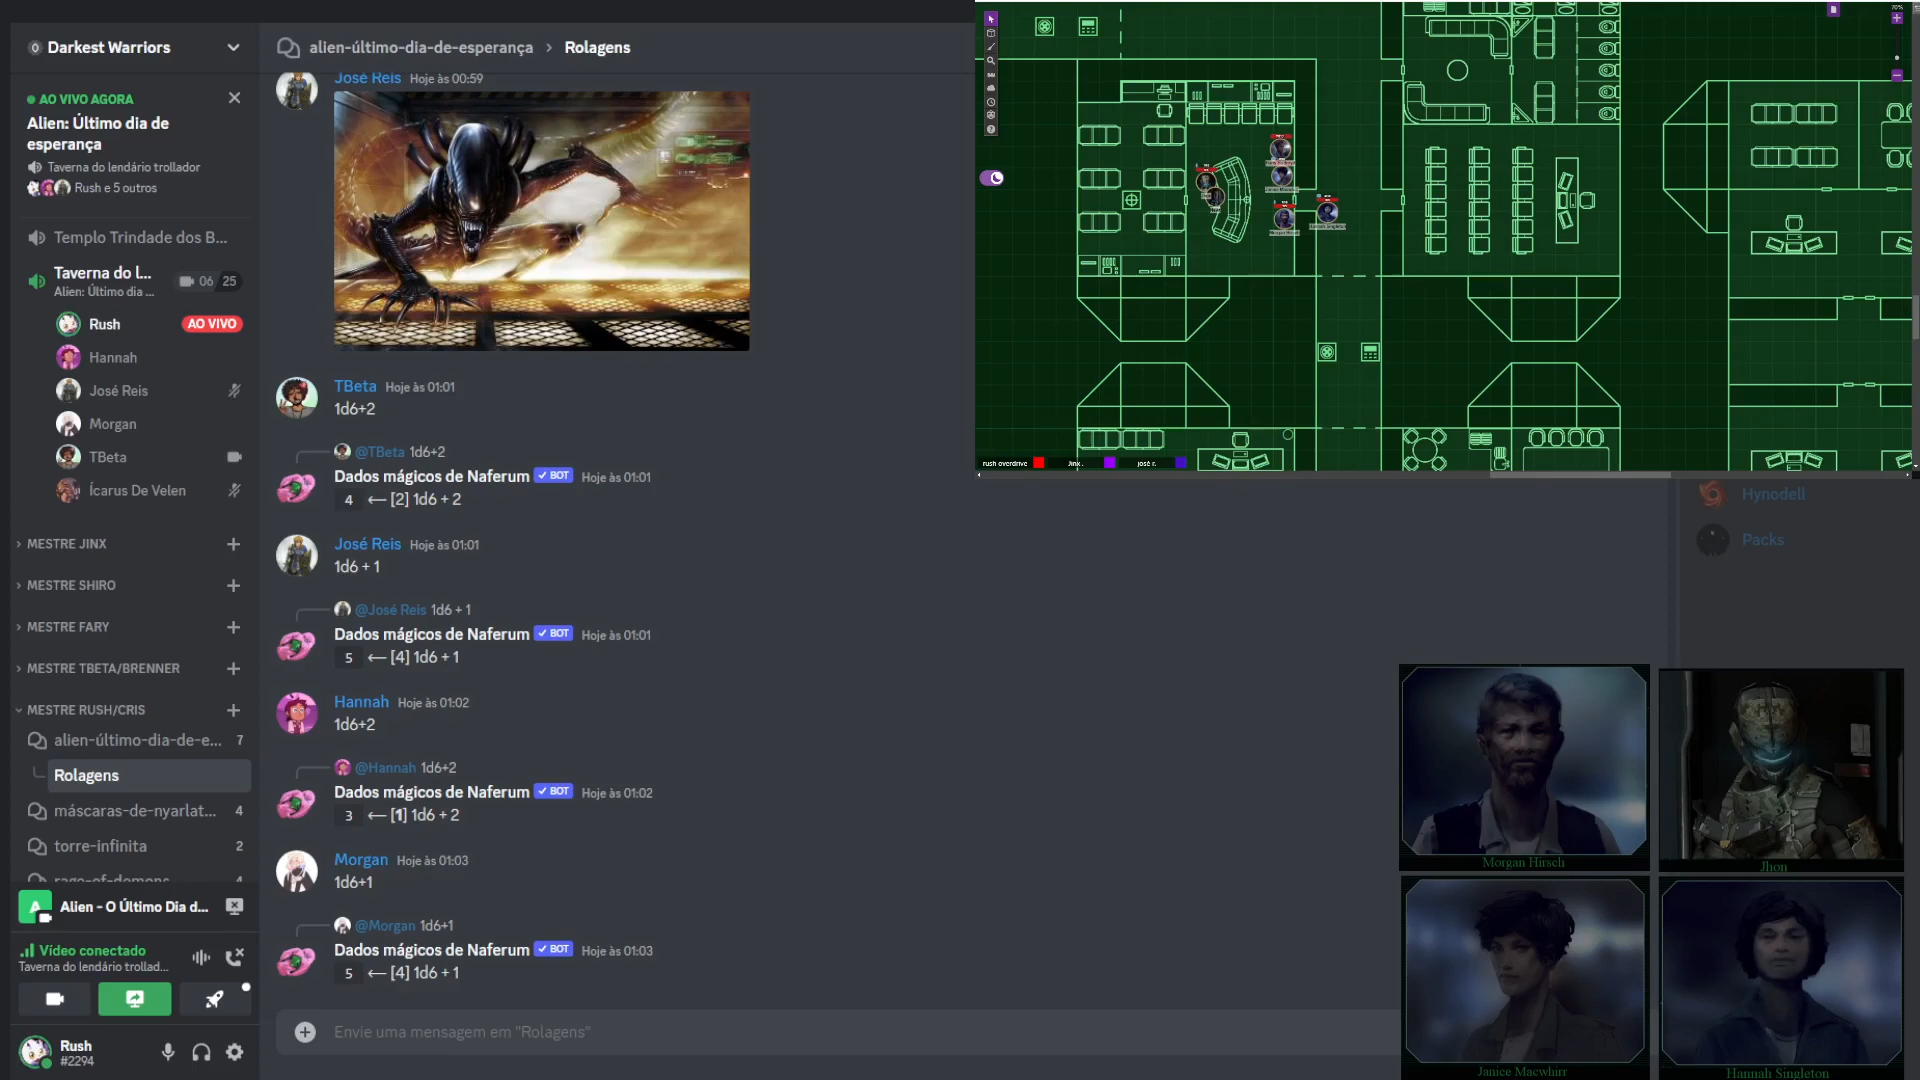 Darkest Warriors
AO VIVO AGORA
Alien: Último dia de
esperança
Taverna do lendário trollador
Rush e 5 outros
Templo Trindade dos B...
Taverna do l...
Alien: Último dia ...
06 25
Rush
AO VIVO
Hannah
José Reis
Morgan
TBeta
Ícarus De Velen
MESTRE JINX
MESTRE SHIRO
MESTRE FARY
MESTRE TBETA/BRENNER
MESTRE RUSH/CRIS
alien-último-dia-de-e... 7
Rolagens
máscaras-de-nyarlat... 4
torre-infinita 2
rage-of-demons 4
A
Alien - O Último Dia d...
Vídeo conectado
Taverna do lendário trollad...
Rush
#2294
alien-último-dia-de-esperança › Rolagens
José Reis Hoje às 00:59
TBeta Hoje às 01:01
1d6+2
@TBeta 1d6+2
Dados mágicos de Naferum BOT Hoje às 01:01
4 ⟵ [2] 1d6 + 2
José Reis Hoje às 01:01
1d6 + 1
@José Reis 1d6 + 1
Dados mágicos de Naferum BOT Hoje às 01:01
5 ⟵ [4] 1d6 + 1
Hannah Hoje às 01:02
1d6+2
@Hannah 1d6+2
Dados mágicos de Naferum BOT Hoje às 01:02
3 ⟵ [1] 1d6 + 2
Morgan Hoje às 01:03
1d6+1
@Morgan 1d6+1
Dados mágicos de Naferum BOT Hoje às 01:03
5 ⟵ [4] 1d6 + 1
Envie uma mensagem em "Rolagens"
70%
rush overdrive
Jinx .
josé r.
Hynodell
Packs
Morgan Hirsch
Jhon
Janice Macwhirr
Hannah Singleton